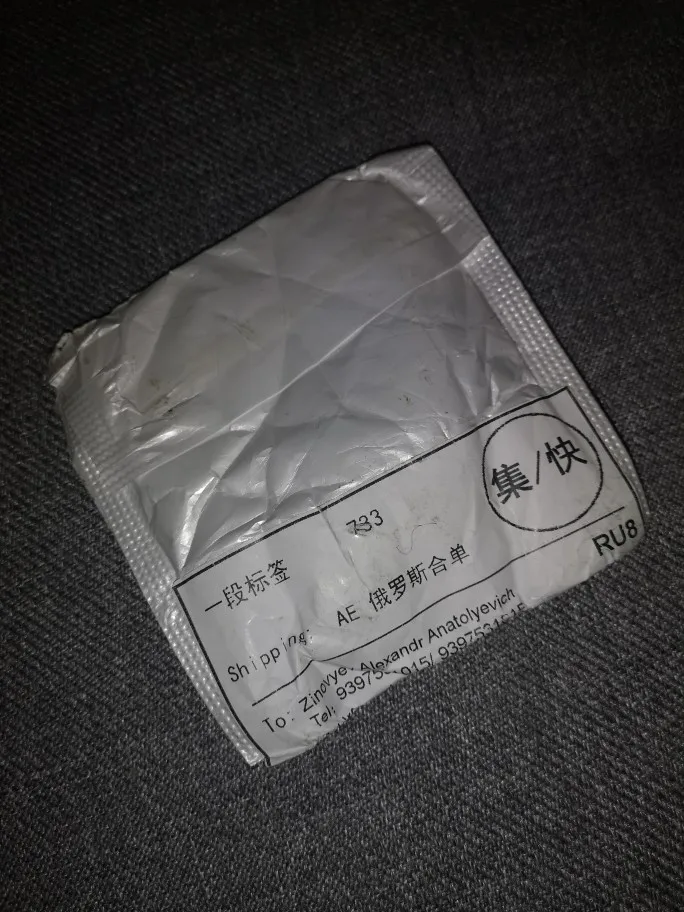 集/快
一段标签 733
RU8
Shipping: AE 俄罗斯合单
To: Alexandr Anatolyevich
Tel: